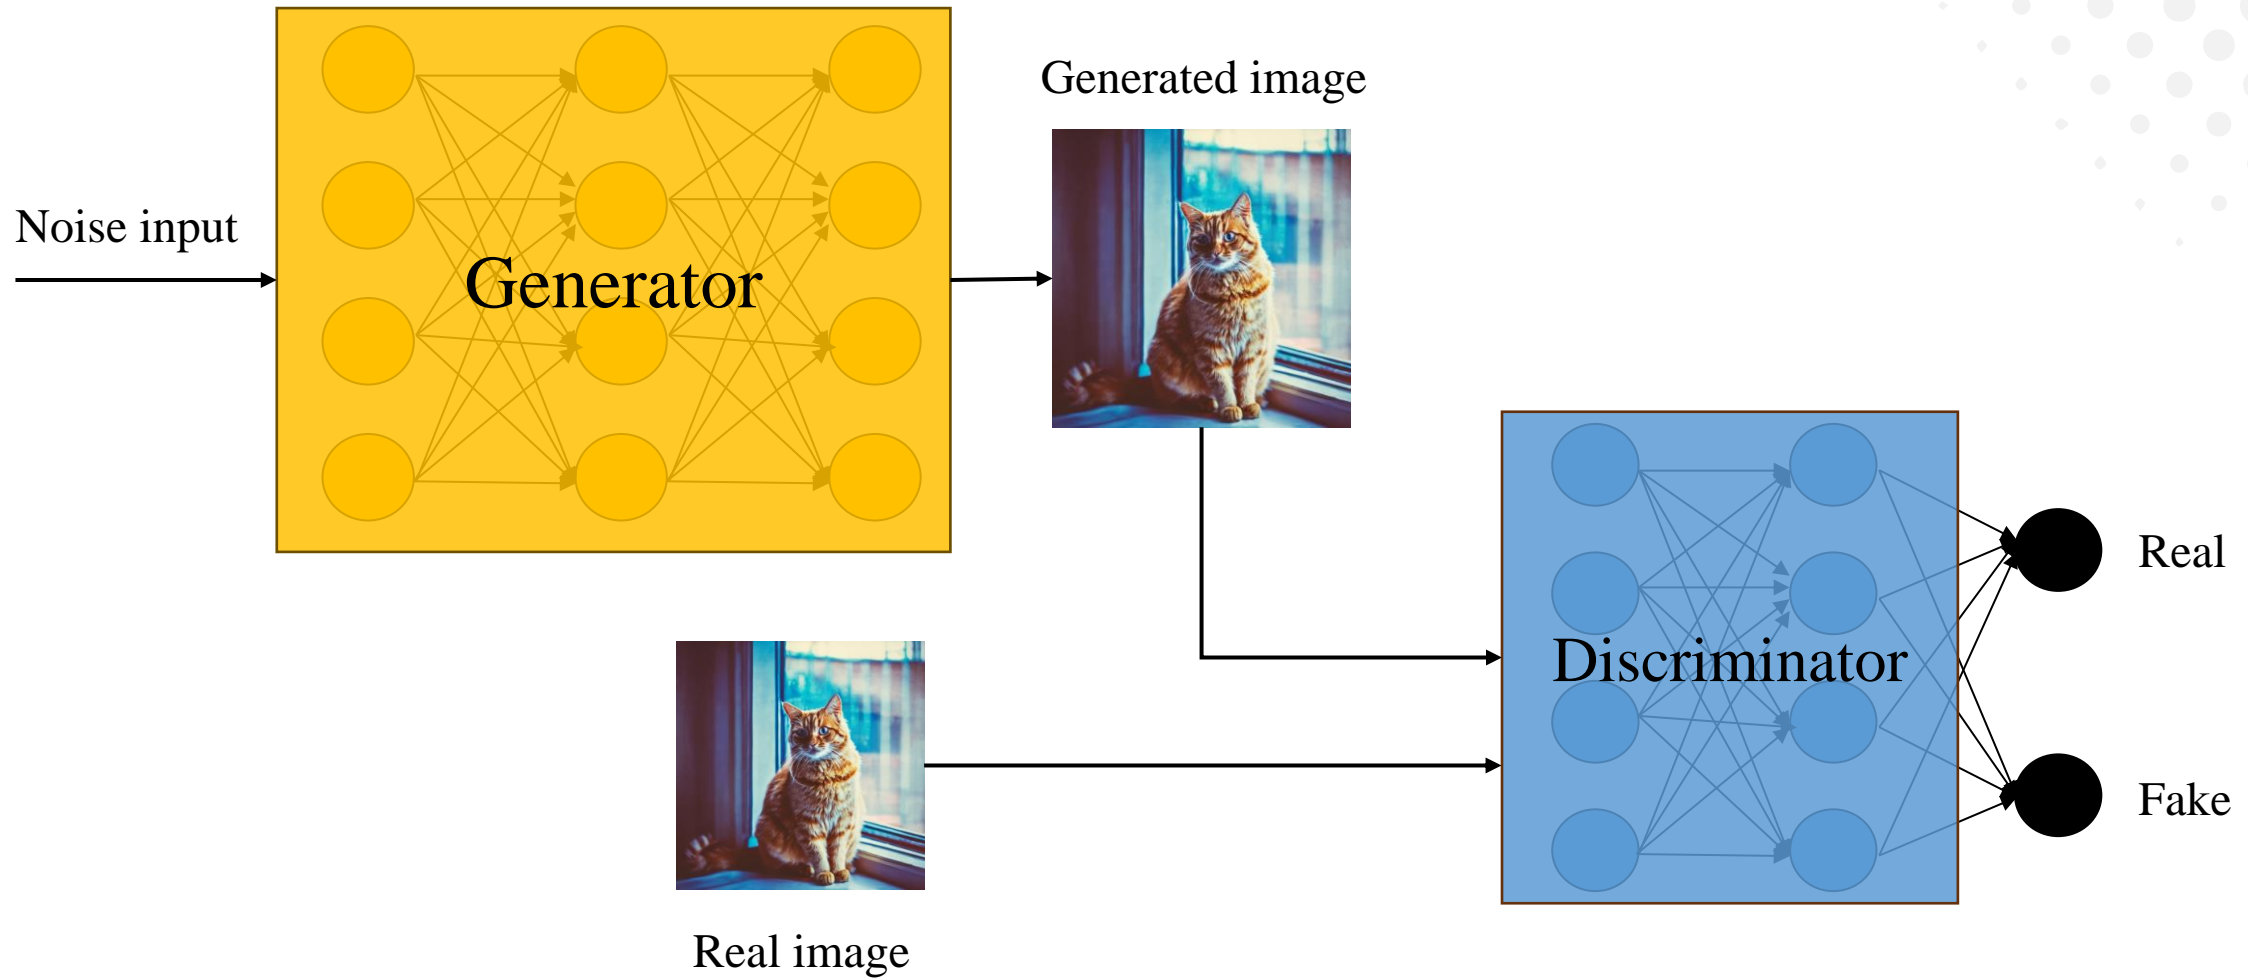 Generated image
Noise input
Generator
Real
Discriminator
Fake
Real image